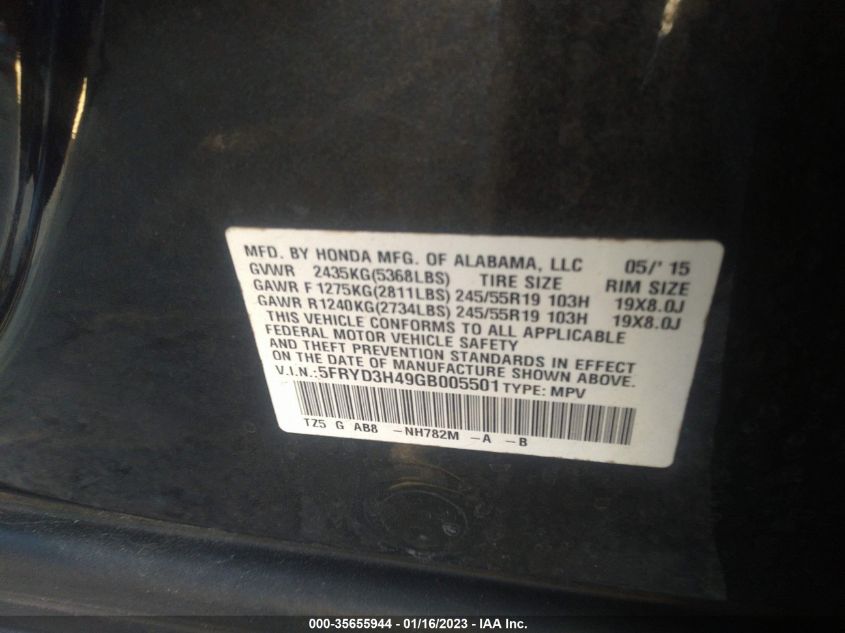 MFD. BY HONDA MFG. OF ALABAMA, LLC 05/' 15
GVWR 2435KG(5368LBS) TIRE SIZE RIM SIZE
GAWR F 1275KG(2811LBS) 245/55R19 103H 19X8.0J
GAWR R1240KG(2734LBS) 245/55R19 103H 19X8.0J
THIS VEHICLE CONFORMS TO ALL APPLICABLE
FEDERAL MOTOR VEHICLE SAFETY
AND THEFT PREVENTION STANDARDS IN EFFECT
ON THE DATE OF MANUFACTURE SHOWN ABOVE.
V.I.N.: 5FRYD3H49GB005501 TYPE: MPV
TZ5 G AB8 -NH782M -A -B
000-35655944 - 01/16/2023 - IAA Inc.